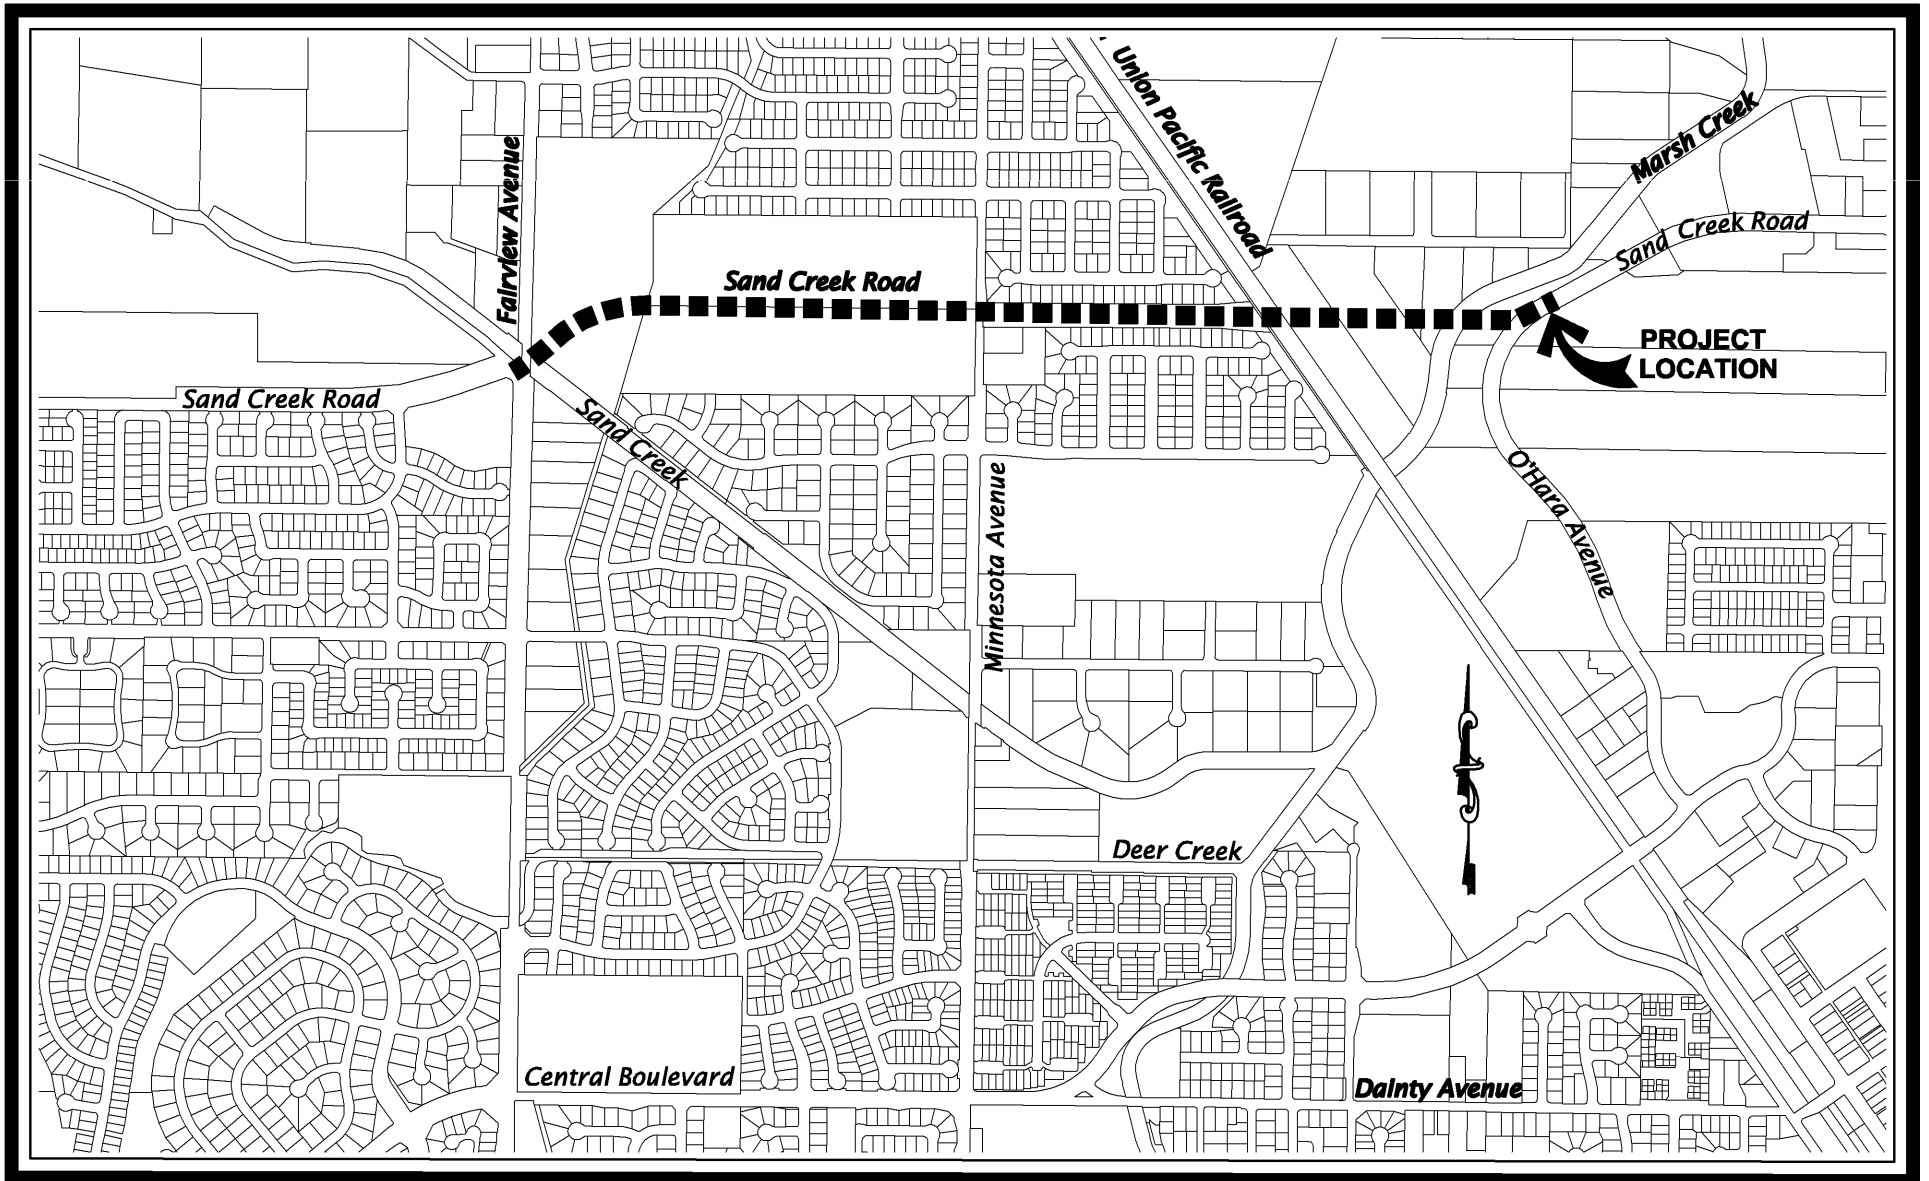 Union Pacific Railroad
Marsh Creek
Fairview Avenue
Sand Creek Road
Sand Creek Road
PROJECT
LOCATION
Sand Creek Road
Sand Creek
O'Hara Avenue
Minnesota Avenue
Deer Creek
Central Boulevard
Dainty Avenue